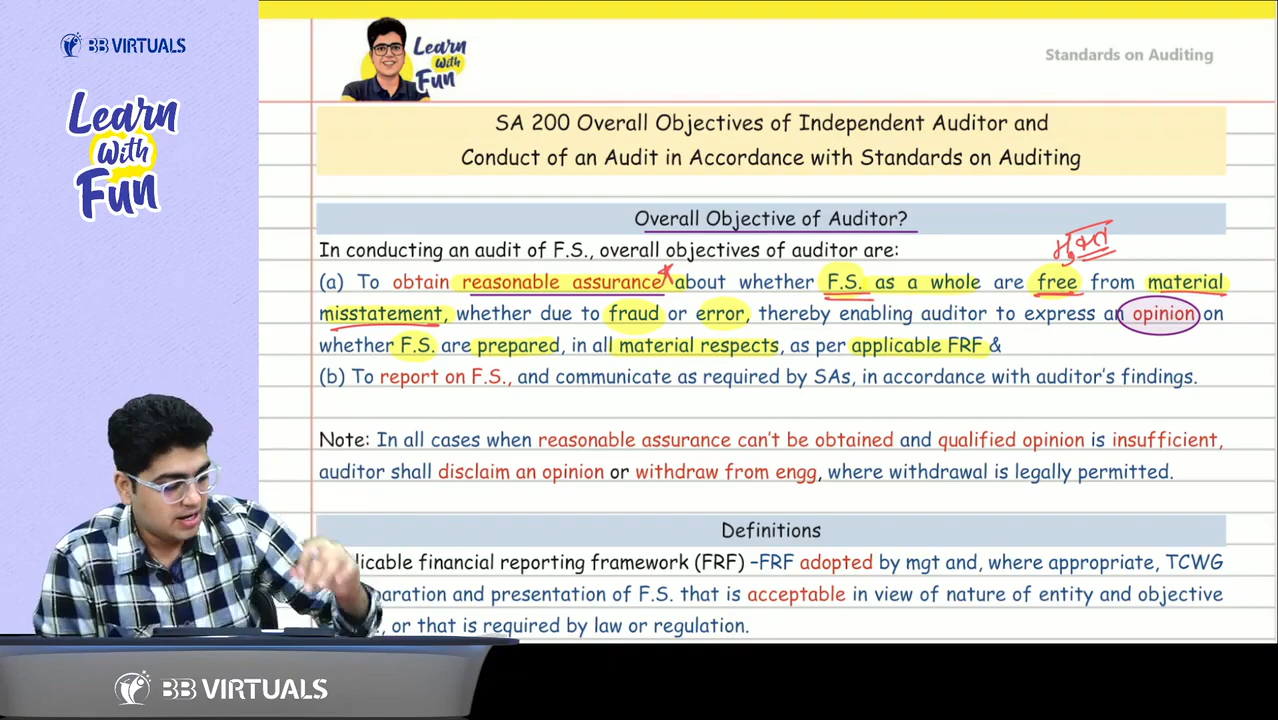 BB VIRTUALS
Learn
With
Fun
Learn
With
Fun
Standards on Auditing
SA 200 Overall Objectives of Independent Auditor and
Conduct of an Audit in Accordance with Standards on Auditing
Overall Objective of Auditor?
In conducting an audit of F.S., overall objectives of auditor are:
मुक्त
(a) To obtain reasonable assurance* about whether F.S. as a whole are free from material
misstatement, whether due to fraud or error, thereby enabling auditor to express an opinion on
whether F.S. are prepared, in all material respects, as per applicable FRF &
(b) To report on F.S., and communicate as required by SAs, in accordance with auditor's findings.
Note: In all cases when reasonable assurance can't be obtained and qualified opinion is insufficient,
auditor shall disclaim an opinion or withdraw from engg, where withdrawal is legally permitted.
Definitions
licable financial reporting framework (FRF) –FRF adopted by mgt and, where appropriate, TCWG
aration and presentation of F.S. that is acceptable in view of nature of entity and objective
, or that is required by law or regulation.
BB VIRTUALS